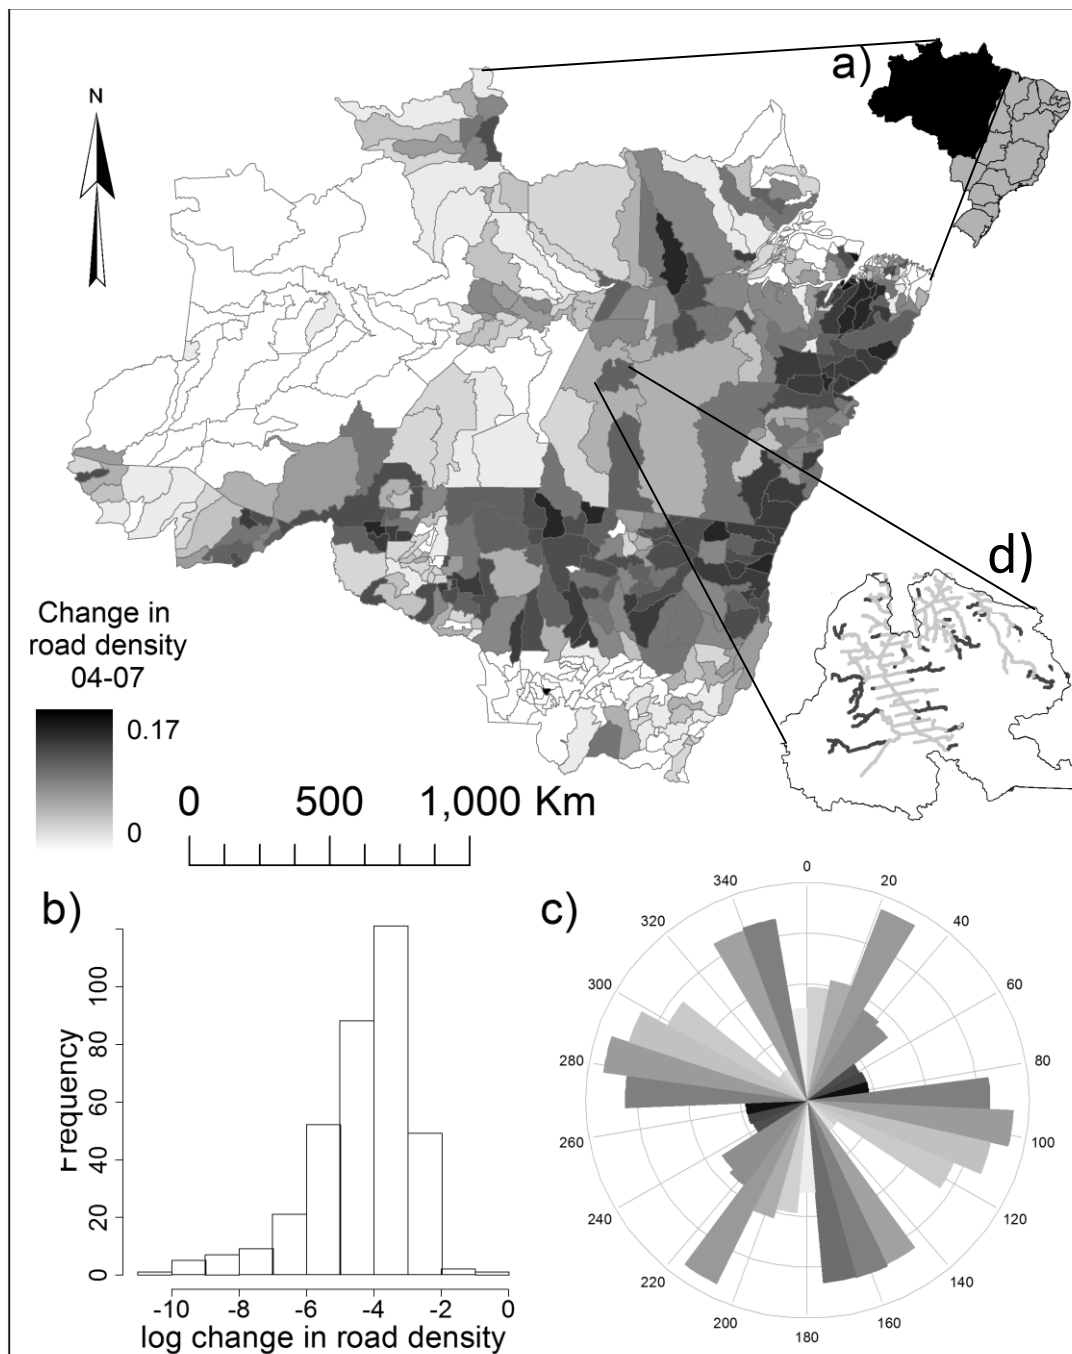 a)
N
d)
Change in
road density
04-07
0.17
0
0 500 1,000 Km
b)
Frequency
0 20 40 60 80 100
-10 -8 -6 -4 -2 0
log change in road density
c)
0
20
40
60
80
100
120
140
160
180
200
220
240
260
280
300
320
340